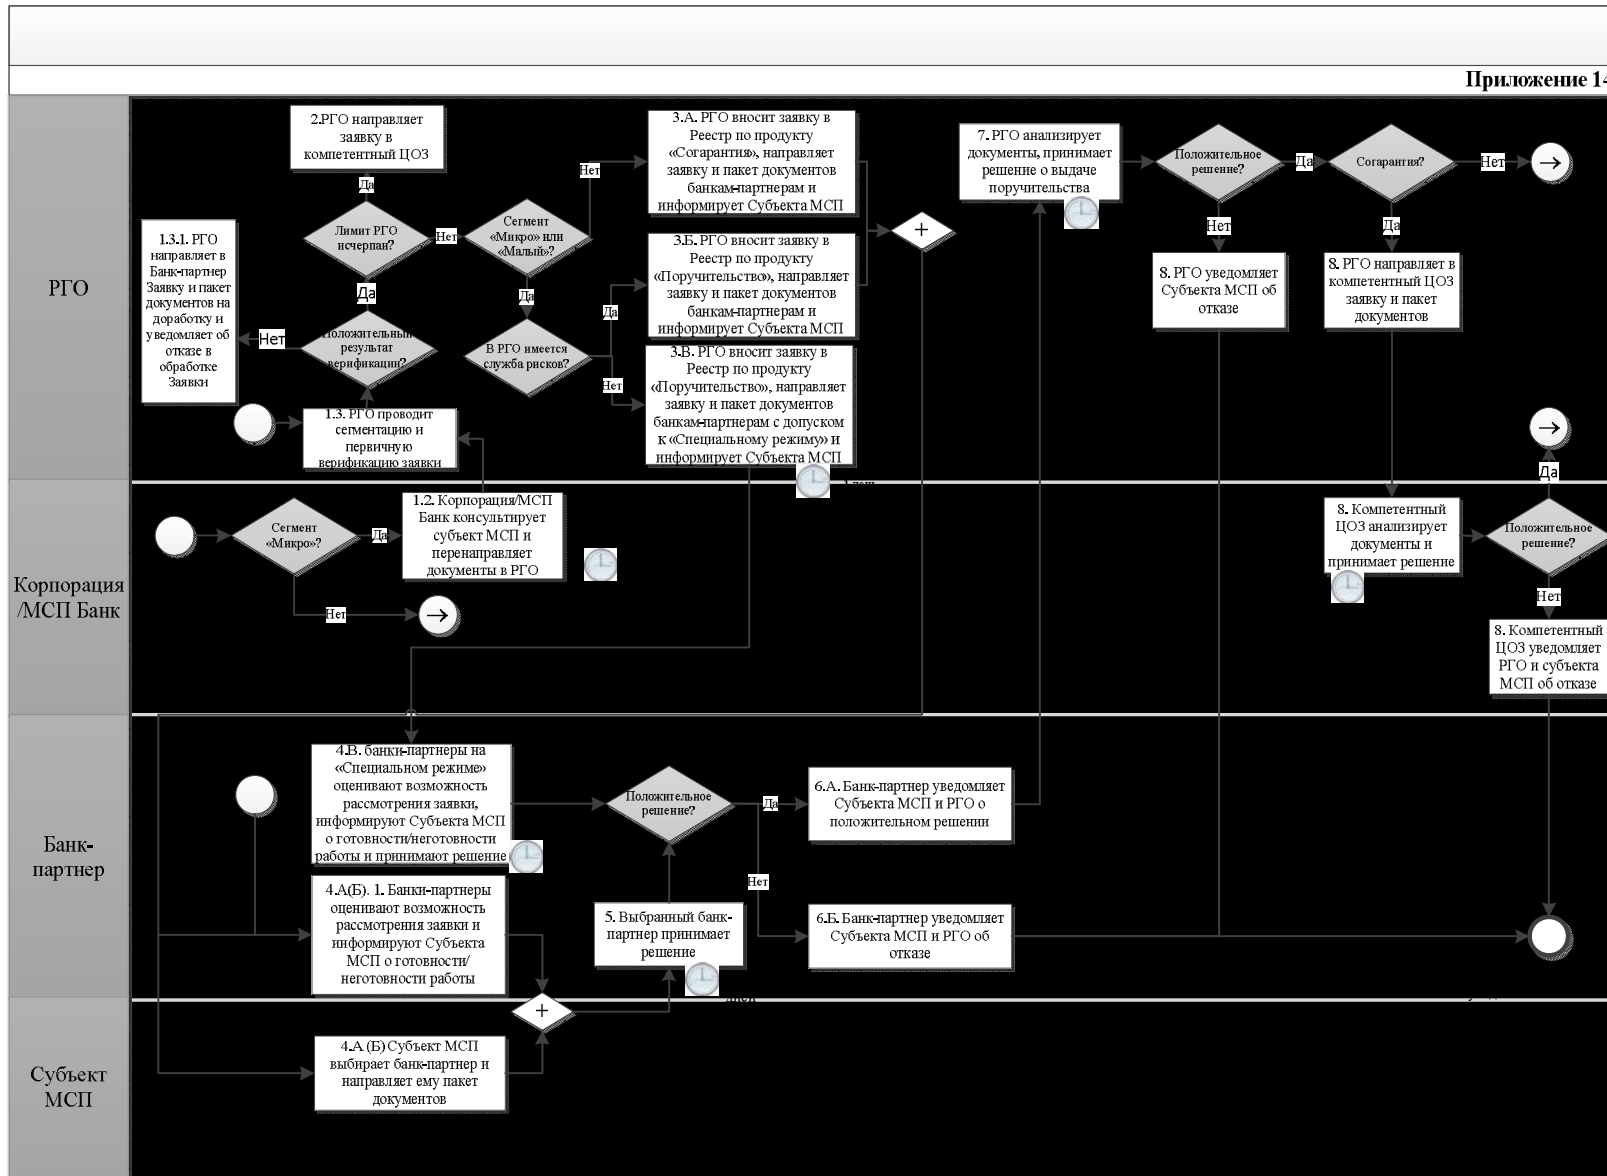 Приложение 14
РГО
2.РГО направляет
заявку в
компетентный ЦОЗ
Да
Лимит РГО
исчерпан?
Нет
Да
Положительный
результат
верификации?
Нет
1.3.1. РГО
направляет в
Банк-партнер
Заявку и пакет
документов на
доработку и
уведомляет об
отказе в
обработке
Заявки
1.3. РГО проводит
сегментацию и
первичную
верификацию заявки
Сегмент
«Микро» или
«Малый»?
Нет
Да
В РГО имеется
служба рисков?
Да
Нет
3.А. РГО вносит заявку в
Реестр по продукту
«Согарантия», направляет
заявку и пакет документов
банкам-партнерам и
информирует Субъекта МСП
3.Б. РГО вносит заявку в
Реестр по продукту
«Поручительство», направляет
заявку и пакет документов
банкам-партнерам и
информирует Субъекта МСП
3.В. РГО вносит заявку в
Реестр по продукту
«Поручительство», направляет
заявку и пакет документов
банкам-партнерам с допуском
к «Специальному режиму» и
информирует Субъекта МСП
+
7. РГО анализирует
документы, принимает
решение о выдаче
поручительства
Положительное
решение?
Да
Согарантия?
Нет
Нет
Да
8. РГО уведомляет
Субъекта МСП об
отказе
8. РГО направляет в
компетентный ЦОЗ
заявку и пакет
документов
Да
Корпорация
/МСП Банк
Сегмент
«Микро»?
Да
1.2. Корпорация/МСП
Банк консультирует
субъект МСП и
перенаправляет
документы в РГО
Нет
8. Компетентный
ЦОЗ анализирует
документы и
принимает решение
Положительное
решение?
Нет
8. Компетентный
ЦОЗ уведомляет
РГО и субъекта
МСП об отказе
Банк-
партнер
4.В. банки-партнеры на
«Специальном режиме»
оценивают возможность
рассмотрения заявки,
информируют Субъекта МСП
о готовности/неготовности
работы и принимают решение
Положительное
решение?
Да
6.А. Банк-партнер уведомляет
Субъекта МСП и РГО о
положительном решении
Нет
4.А(Б). 1. Банки-партнеры
оценивают возможность
рассмотрения заявки и
информируют Субъекта
МСП о готовности/
неготовности работы
5. Выбранный банк-
партнер принимает
решение
6.Б. Банк-партнер уведомляет
Субъекта МСП и РГО об
отказе
+
Субъект
МСП
4.А (Б) Субъект МСП
выбирает банк-партнер и
направляет ему пакет
документов